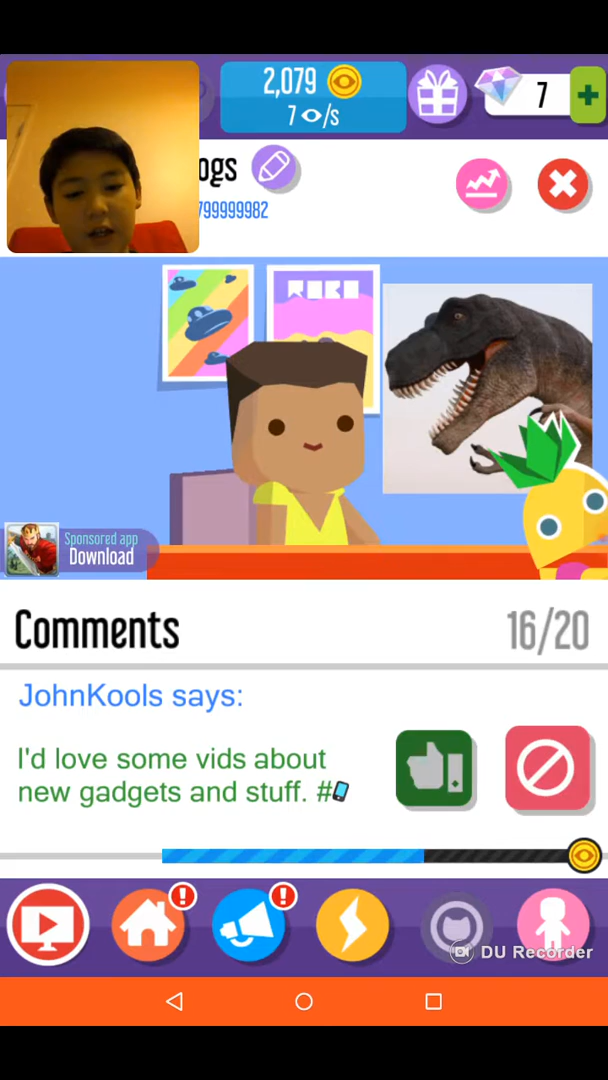 2,079
7 /s
7
ogs
799999982
Sponsored app
Download
Comments
16/20
JohnKools says:
I'd love some vids about
new gadgets and stuff. #📱
DU Recorder